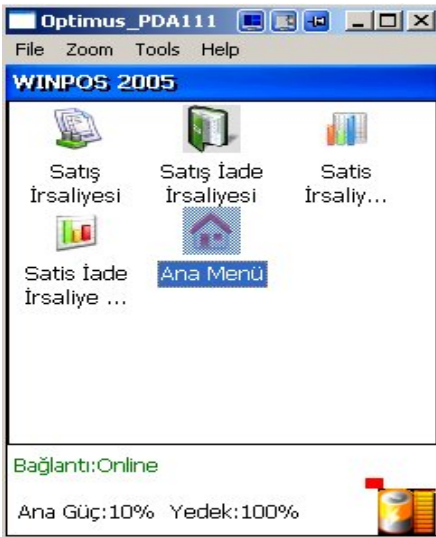 Optimus_PDA111
File Zoom Tools Help
WINPOS 2005
Satış İrsaliyesi
Satış İade İrsaliyesi
Satis İrsaliy...
Satis İade İrsaliye ...
Ana Menü
Bağlantı:Online
Ana Güç:10% Yedek:100%